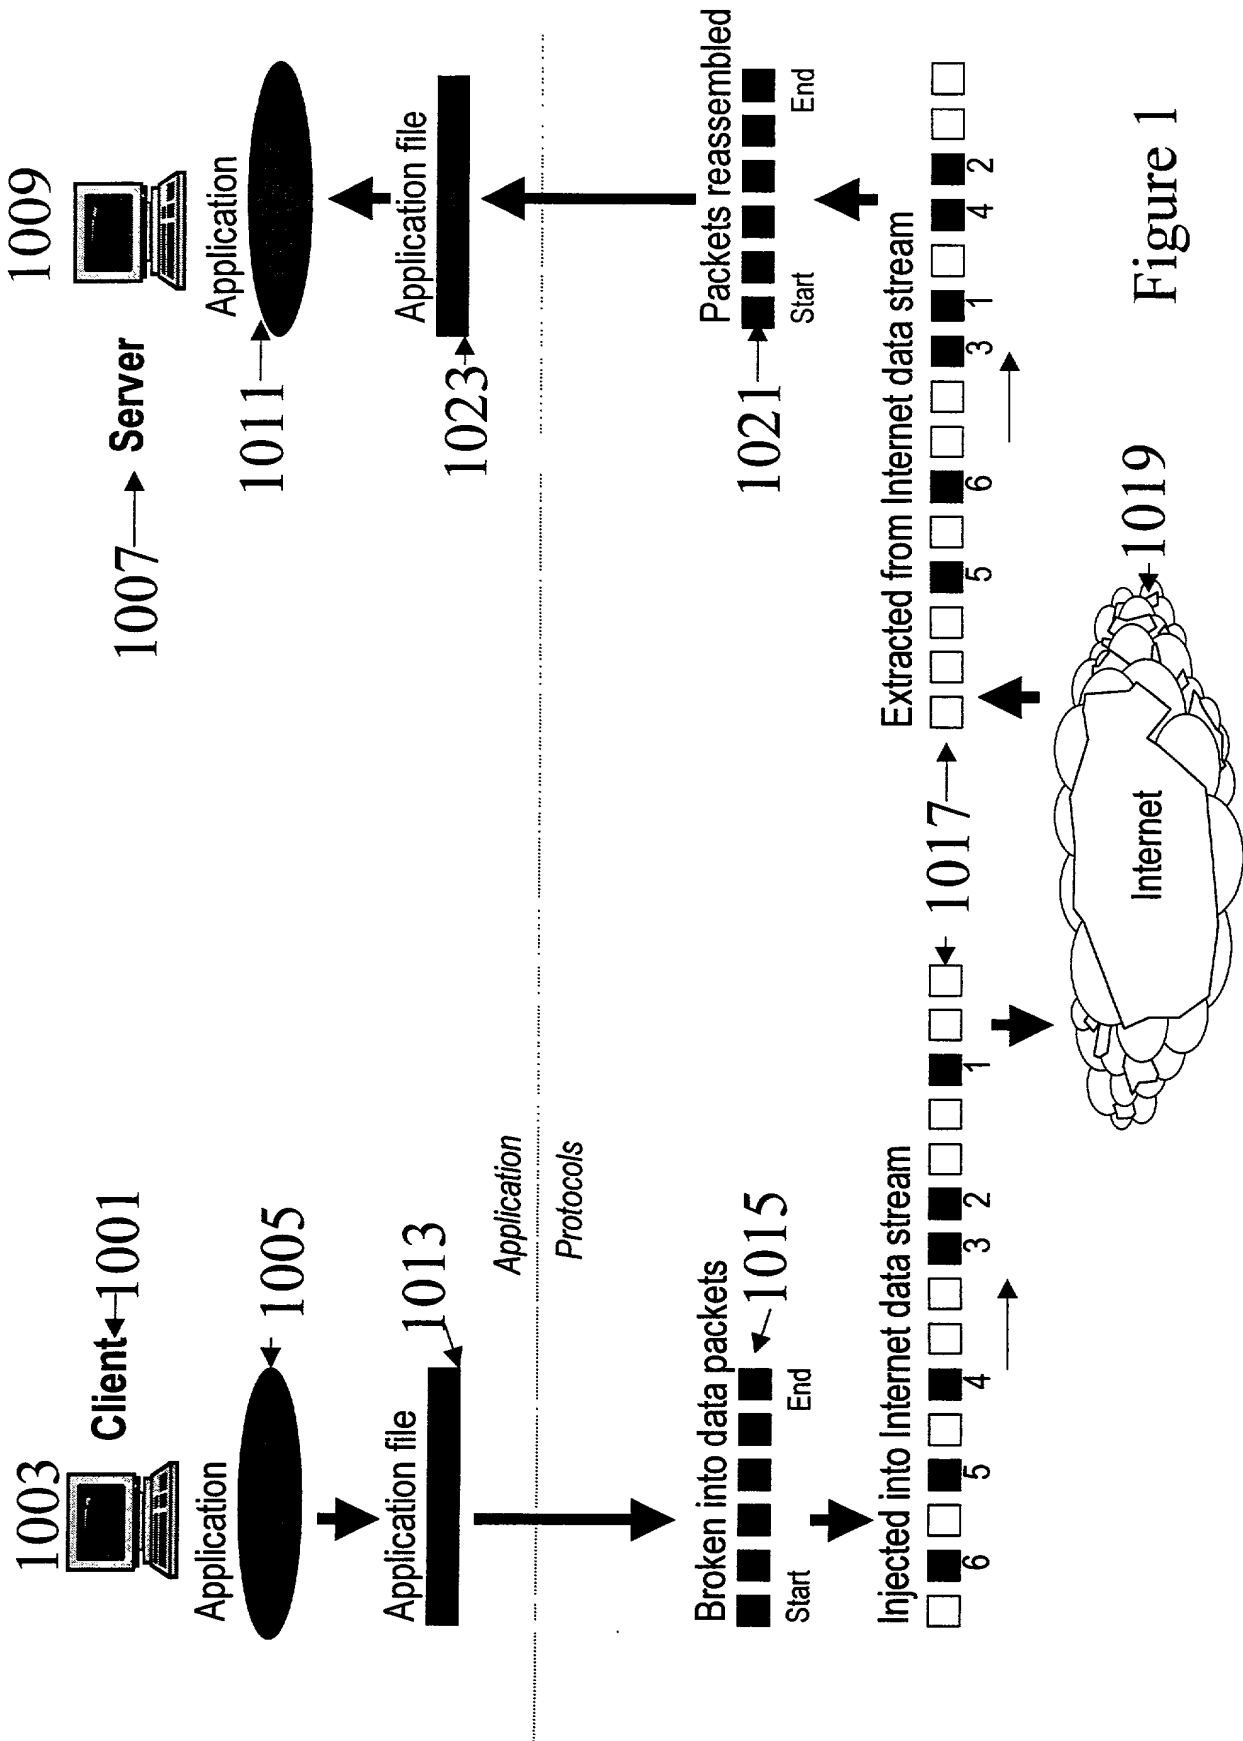 1003
Client
1001
Application
1005
Application file
1013
Application
Protocols
Broken into data packets
Start
End
1015
Injected into Internet data stream
6
5
4
3
2
1
1017
Internet
1019
1009
1007
Server
Application
1011
Application file
1023
Packets reassembled
Start
End
1021
Extracted from Internet data stream
5
6
3
1
4
2
Figure 1